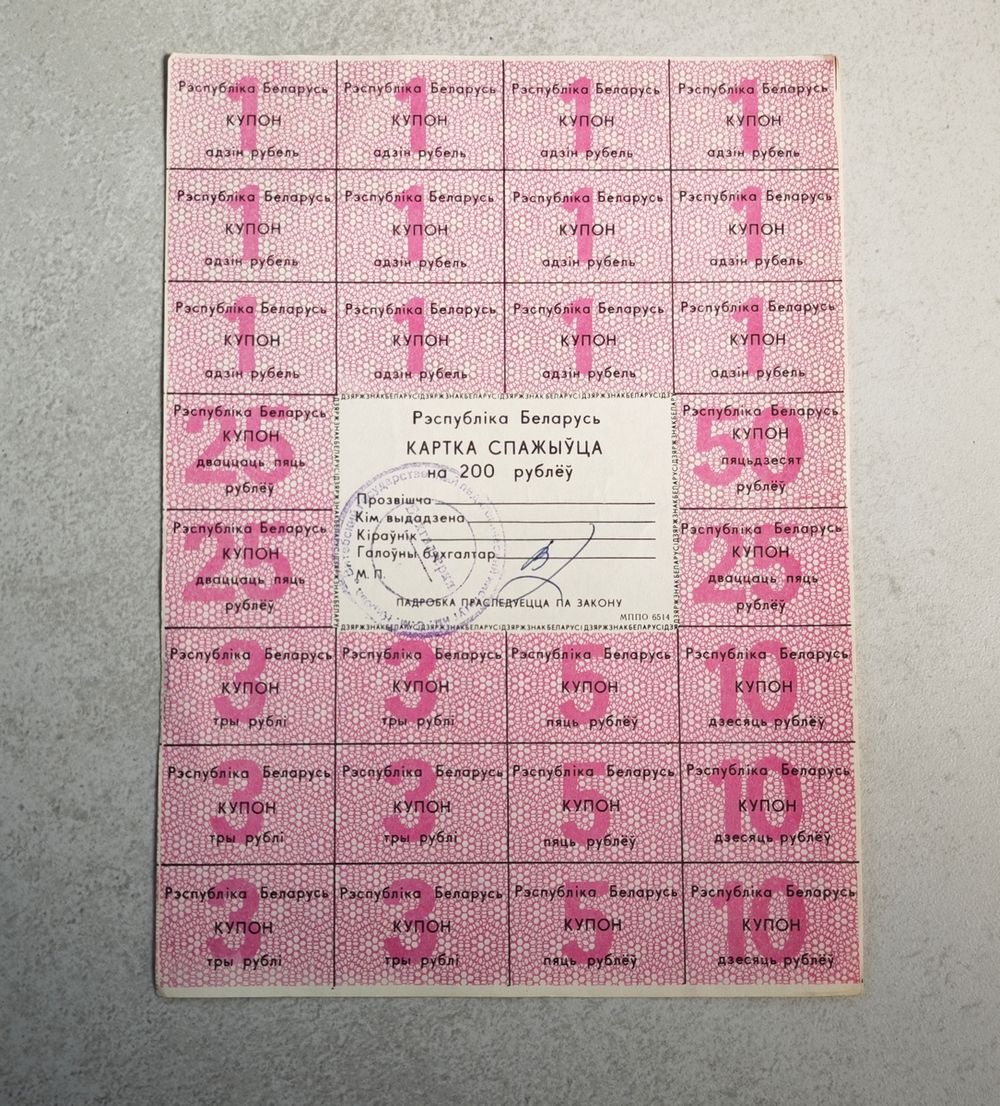 Рэспубліка Беларусь Рэспубліка Беларусь Рэспубліка Беларусь Рэспубліка Беларусь
1 КУПОН 1 КУПОН 1 КУПОН 1 КУПОН
адзін рубель адзін рубель адзін рубель адзін рубель
Рэспубліка Беларусь Рэспубліка Беларусь Рэспубліка Беларусь Рэспубліка Беларусь
1 КУПОН 1 КУПОН 1 КУПОН 1 КУПОН
адзін рубель адзін рубель адзін рубель адзін рубель
Рэспубліка Беларусь Рэспубліка Беларусь Рэспубліка Беларусь Рэспубліка Беларусь
1 КУПОН 1 КУПОН 1 КУПОН 1 КУПОН
адзін рубель адзін рубель адзін рубель адзін рубель
Рэспубліка Беларусь
25 КУПОН
дваццаць пяць
рублёў
Рэспубліка Беларусь
25 КУПОН
дваццаць пяць
рублёў
ДЗЯРЖЗНАКБЕЛАРУСІДЗЯРЖЗНАКБЕЛАРУСІДЗЯРЖЗНАКБЕЛАРУСІДЗЯРЖЗНАКБЕЛАРУСІДЗЯ
Рэспубліка Беларусь
КАРТКА СПАЖЫЎЦА
на 200 рублёў
Прозвішча
Кім выдадзена
Кіраўнік
Галоўны бухгалтар
М. П.
ПАДРОБКА ПРАСЛЕДУЕЦЦА ПА ЗАКОНУ
МППО 6514
ДЗЯРЖЗНАКБЕЛАРУСІДЗЯРЖЗНАКБЕЛАРУСІДЗЯРЖЗНАКБЕЛАРУСІДЗЯРЖЗНАКБЕЛАРУСІДЗЯ
Рэспубліка Беларусь
50 КУПОН
пяцьдзесят
рублёў
Рэспубліка Беларусь
25 КУПОН
дваццаць пяць
рублёў
Рэспубліка Беларусь Рэспубліка Беларусь Рэспубліка Беларусь Рэспубліка Беларусь
3 КУПОН 3 КУПОН 5 КУПОН 10 КУПОН
тры рублі тры рублі пяць рублёў дзесяць рублёў
Рэспубліка Беларусь Рэспубліка Беларусь Рэспубліка Беларусь Рэспубліка Беларусь
3 КУПОН 3 КУПОН 5 КУПОН 10 КУПОН
тры рублі тры рублі пяць рублёў дзесяць рублёў
Рэспубліка Беларусь Рэспубліка Беларусь Рэспубліка Беларусь Рэспубліка Беларусь
3 КУПОН 3 КУПОН 5 КУПОН 10 КУПОН
тры рублі тры рублі пяць рублёў дзесяць рублёў